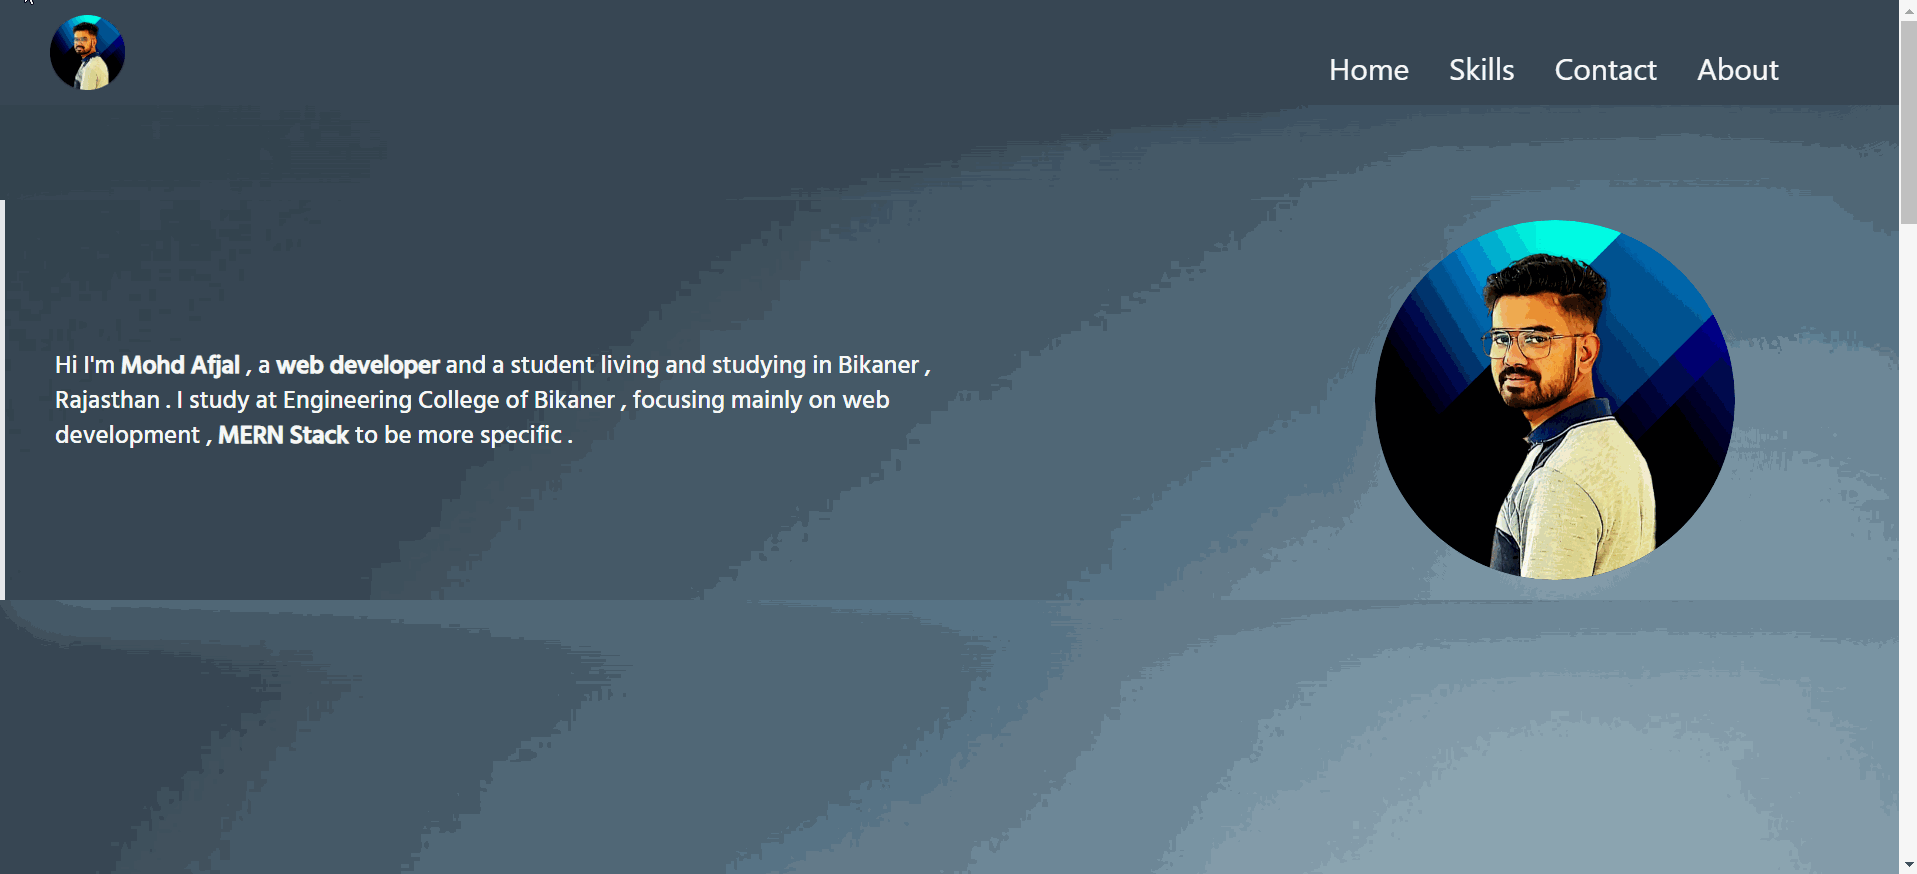 Home Skills Contact About
Hi I'm Mohd Afjal , a web developer and a student living and studying in Bikaner ,
Rajasthan . I study at Engineering College of Bikaner , focusing mainly on web
development , MERN Stack to be more specific .